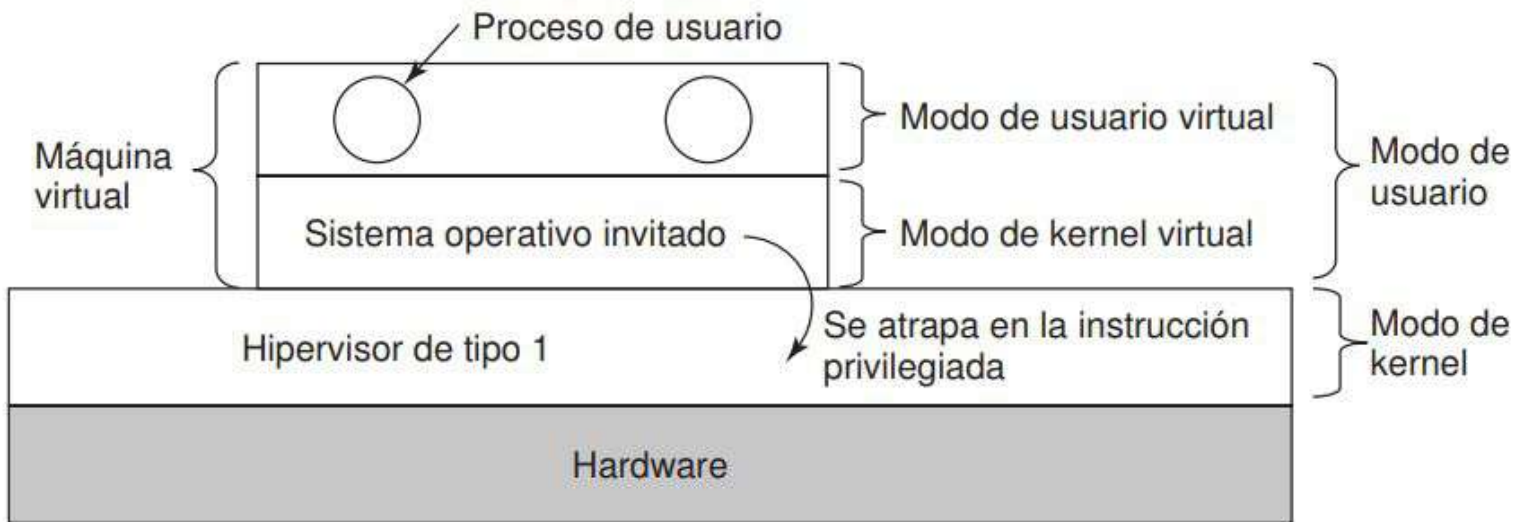 Proceso de usuario
Máquina
virtual
Modo de usuario virtual
Modo de
usuario
Sistema operativo invitado
Modo de kernel virtual
Hipervisor de tipo 1
Se atrapa en la instrucción
privilegiada
Modo de
kernel
Hardware